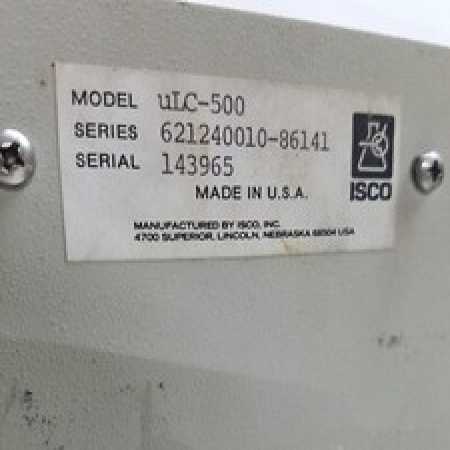 MODEL uLC-500
SERIES 621240010-86141
SERIAL 143965
MADE IN U.S.A.
ISCO
MANUFACTURED BY ISCO, INC.
4700 SUPERIOR, LINCOLN, NEBRASKA 68504 USA